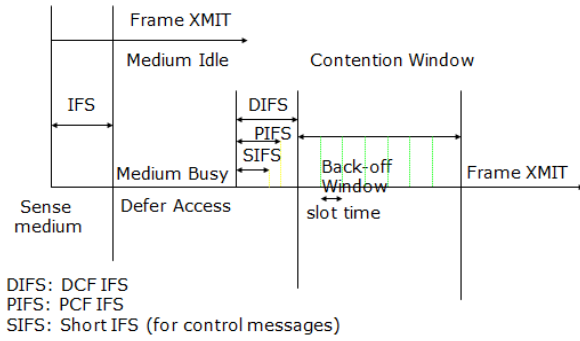 Frame XMIT
Medium Idle
Contention Window
IFS
DIFS
PIFS
SIFS
Medium Busy
Back-off
Window
Frame XMIT
Sense
medium
Defer Access
slot time
DIFS: DCF IFS
PIFS: PCF IFS
SIFS: Short IFS (for control messages)